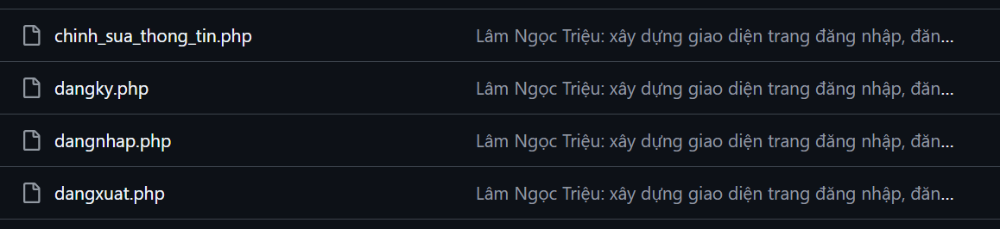 chinh_sua_thong_tin.php Lâm Ngọc Triệu: xây dựng giao diện trang đăng nhập, đăn...
dangky.php Lâm Ngọc Triệu: xây dựng giao diện trang đăng nhập, đăn...
dangnhap.php Lâm Ngọc Triệu: xây dựng giao diện trang đăng nhập, đăn...
dangxuat.php Lâm Ngọc Triệu: xây dựng giao diện trang đăng nhập, đăn...